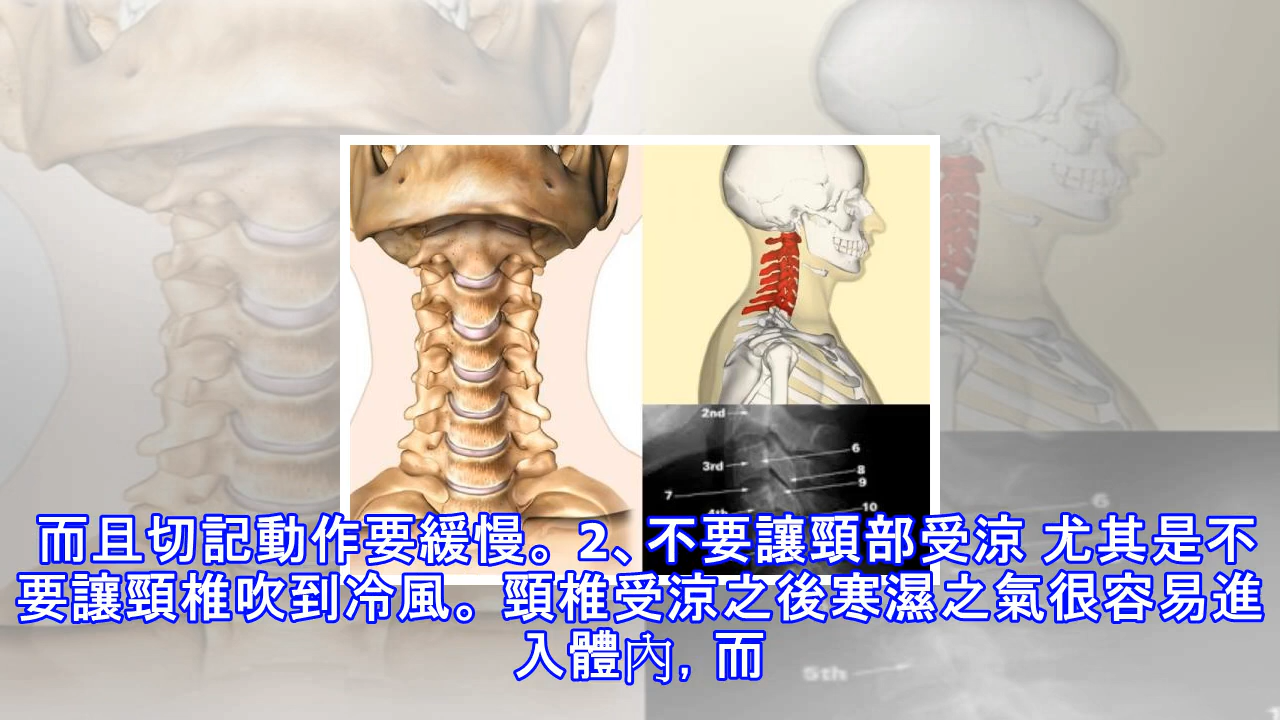 2nd
6
3rd
8
9
7
4th
10
6
而且切記動作要緩慢。2、不要讓頸部受涼 尤其是不
要讓頸椎吹到冷風。頸椎受涼之後寒濕之氣很容易進
入體內, 而
5th